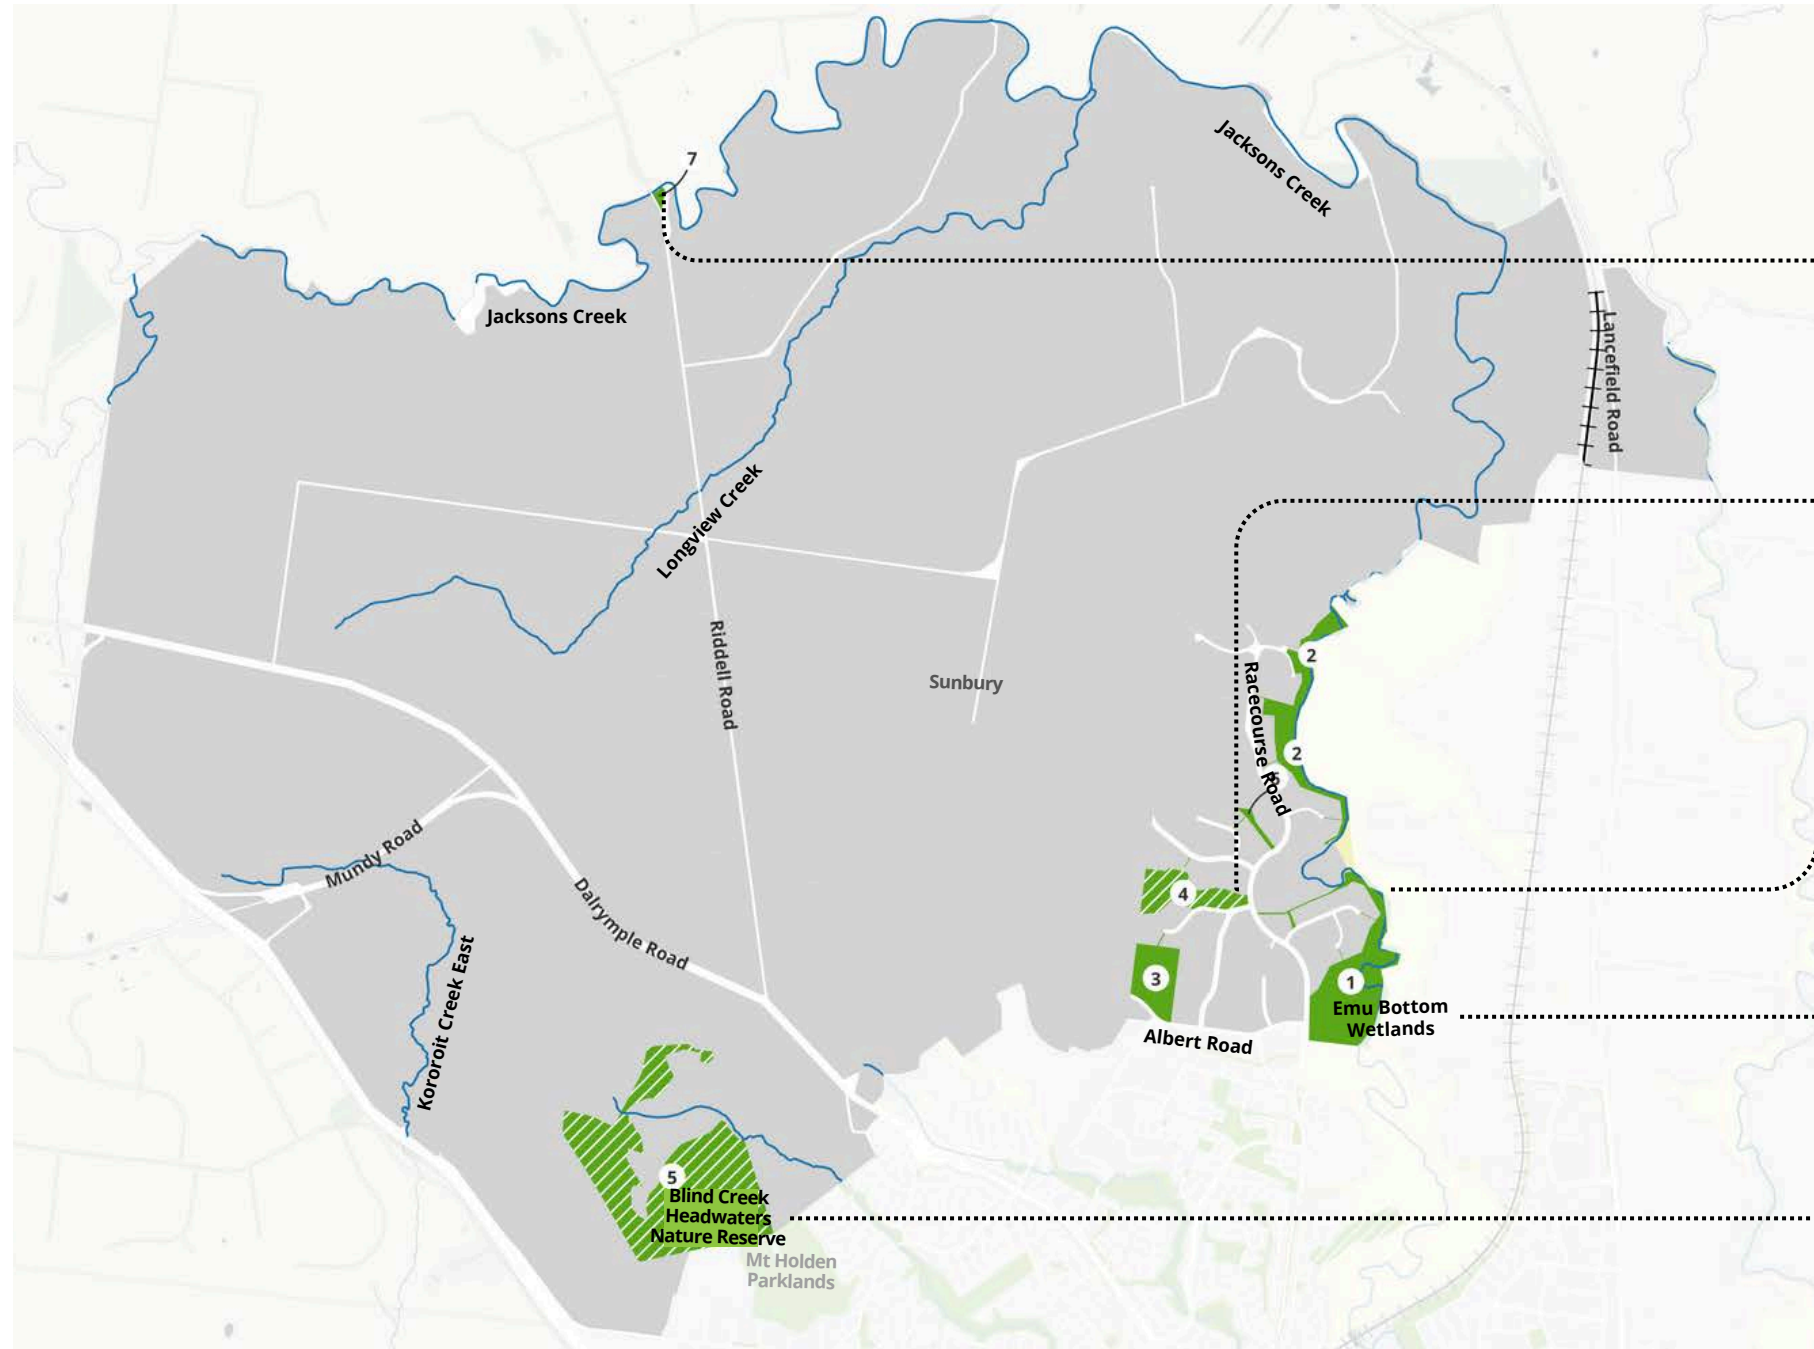 7
Jacksons Creek
Jacksons Creek
Lancefield Road
Longview Creek
Riddell Road
Sunbury
2
Racecourse Road
2
Mundy Road
Dalrymple Road
4
Kororoit Creek East
3
1
Emu Bottom
Wetlands
Albert Road
5
Blind Creek
Headwaters
Nature Reserve
Mt Holden
Parklands